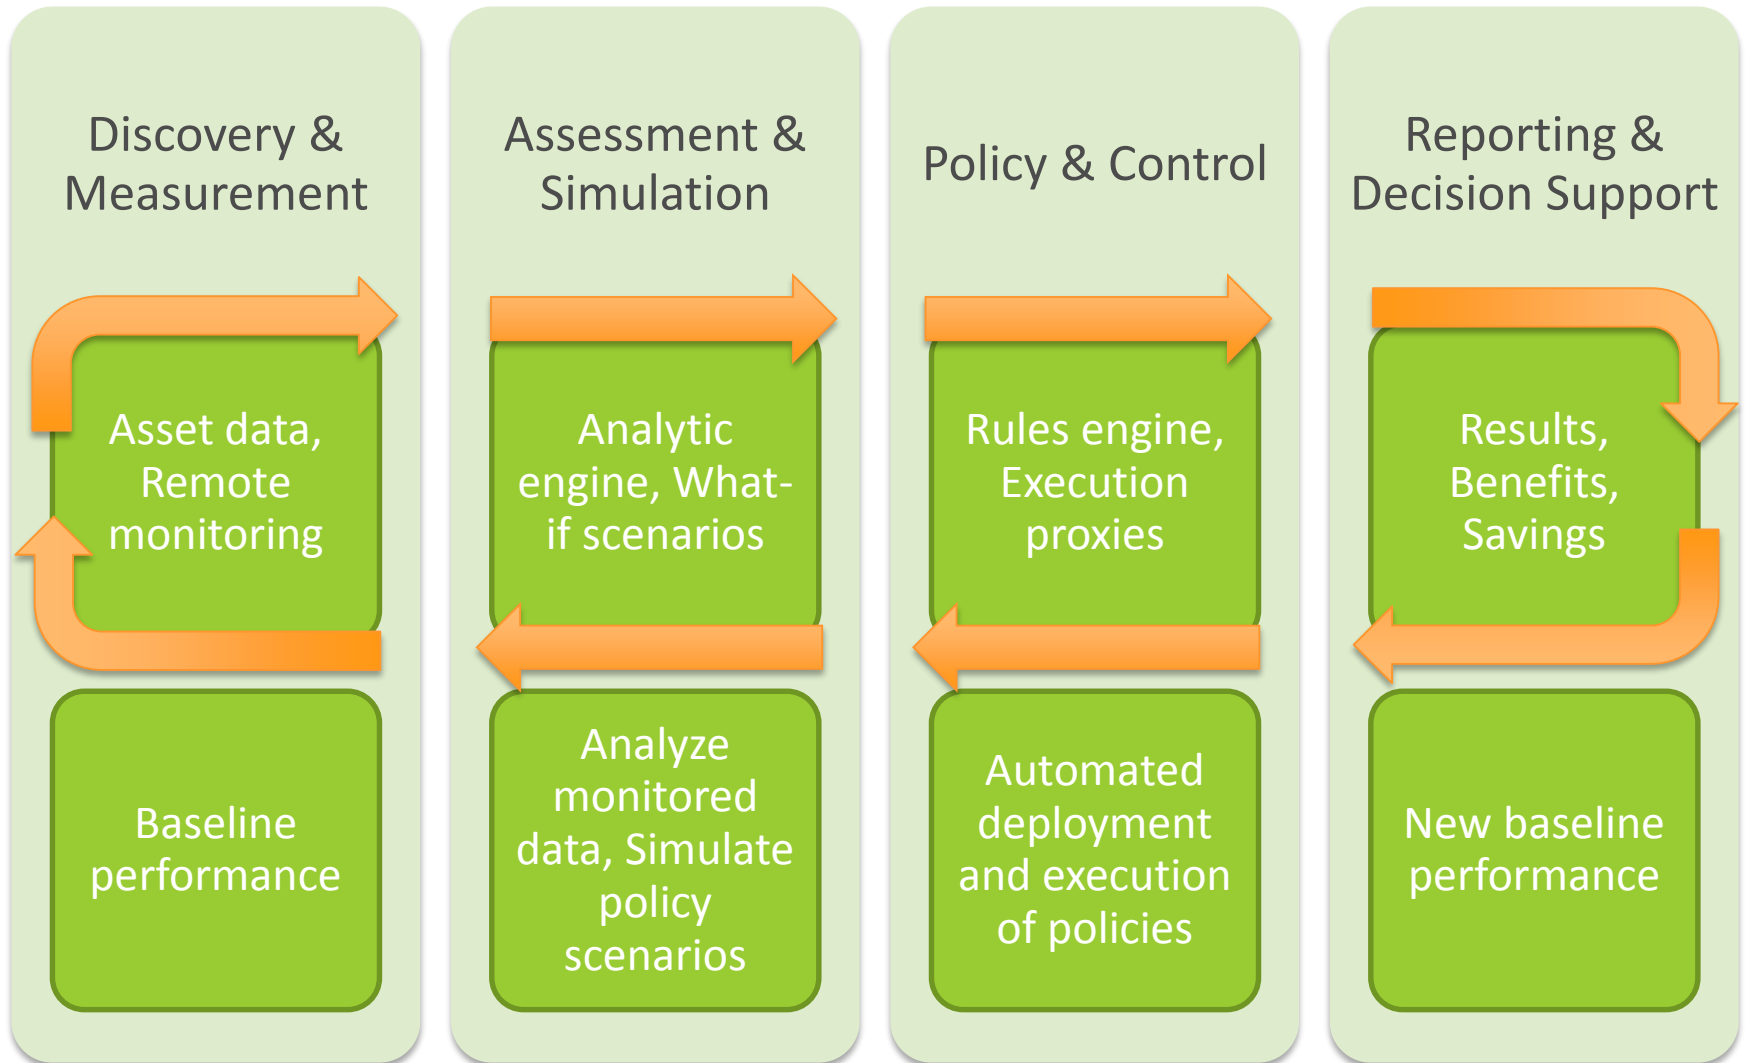 Discovery &
Measurement
Asset data,
Remote
monitoring
Baseline
performance
Assessment &
Simulation
Analytic
engine, What-
if scenarios
Analyze
monitored
data, Simulate
policy
scenarios
Policy & Control
Rules engine,
Execution
proxies
Automated
deployment
and execution
of policies
Reporting &
Decision Support
Results,
Benefits,
Savings
New baseline
performance